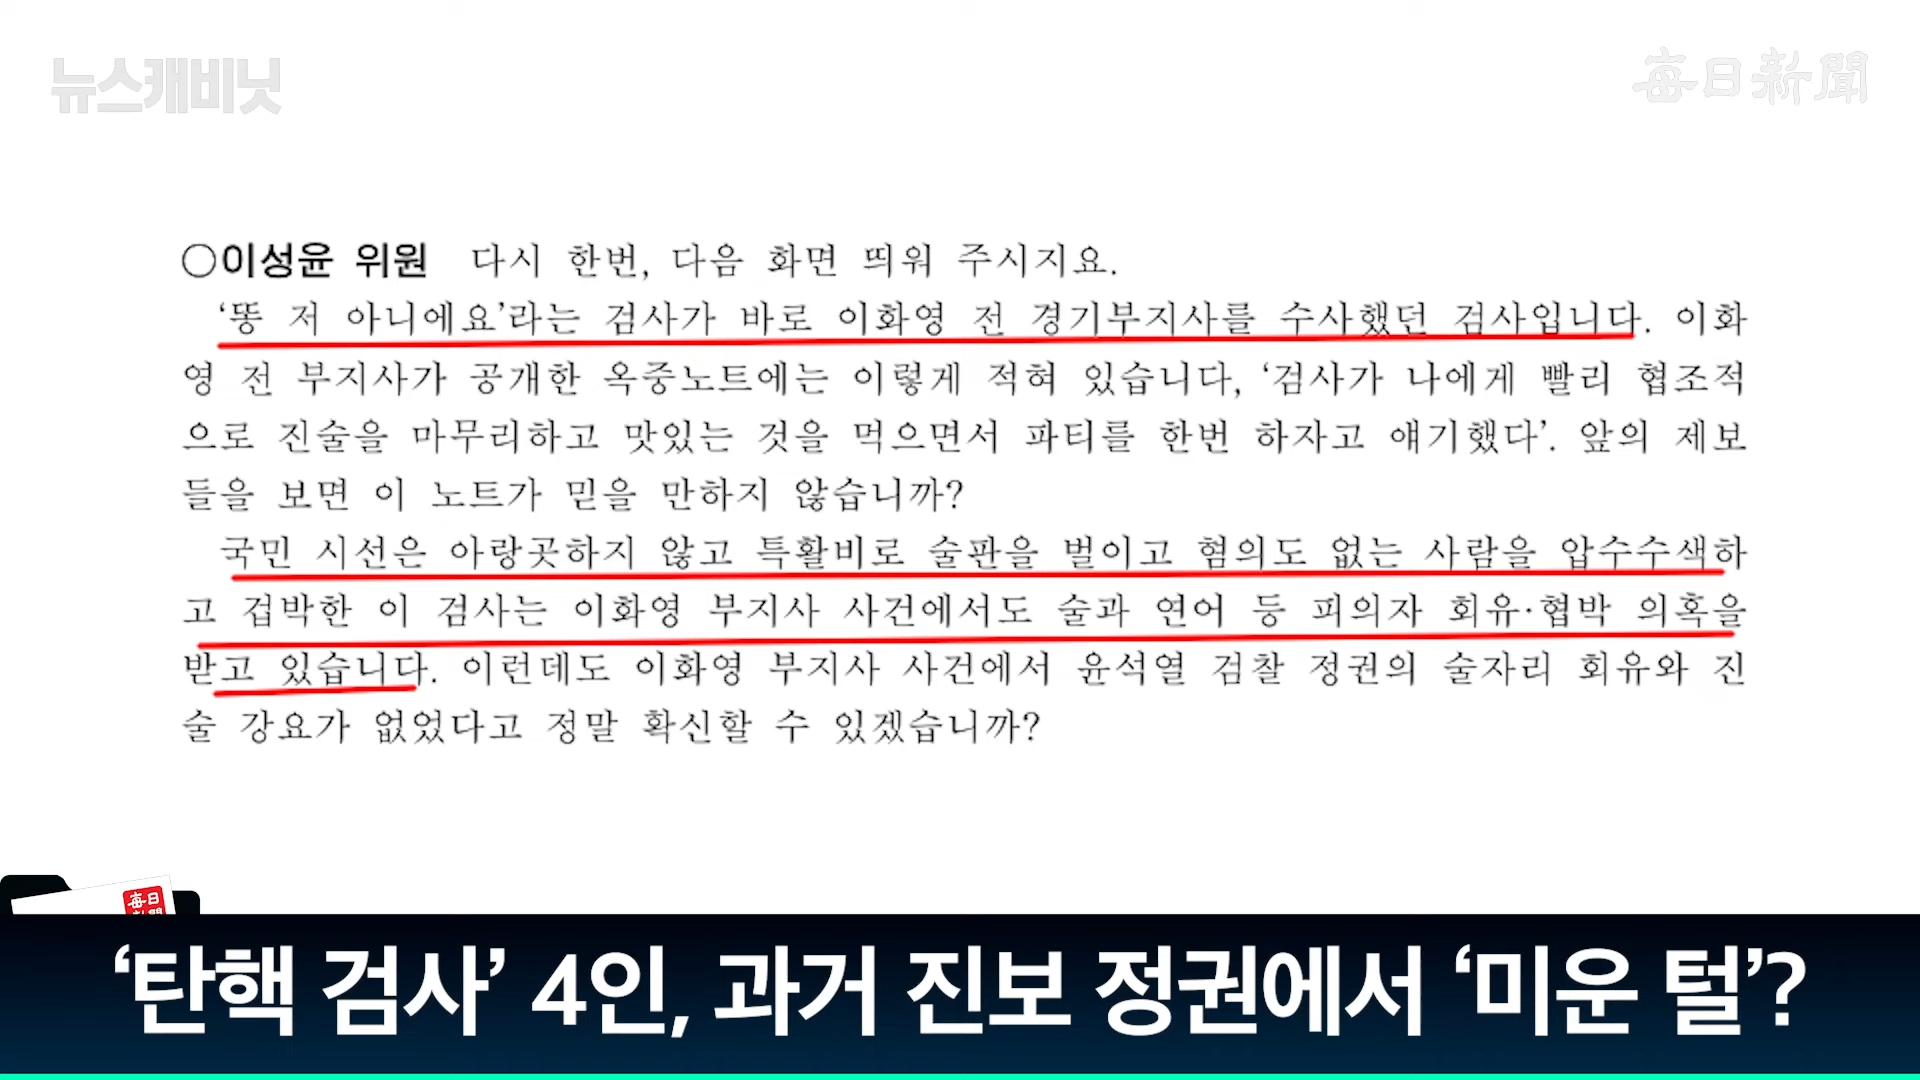 뉴스캐비닛
每日新聞
○이성윤 위원 다시 한번, 다음 화면 띄워 주시지요.
‘똥 저 아니에요’라는 검사가 바로 이화영 전 경기부지사를 수사했던 검사입니다. 이화
영 전 부지사가 공개한 옥중노트에는 이렇게 적혀 있습니다, ‘검사가 나에게 빨리 협조적
으로 진술을 마무리하고 맛있는 것을 먹으면서 파티를 한번 하자고 얘기했다’. 앞의 제보
들을 보면 이 노트가 믿을 만하지 않습니까?
국민 시선은 아랑곳하지 않고 특활비로 술판을 벌이고 혐의도 없는 사람을 압수수색하
고 겁박한 이 검사는 이화영 부지사 사건에서도 술과 연어 등 피의자 회유·협박 의혹을
받고 있습니다. 이런데도 이화영 부지사 사건에서 윤석열 검찰 정권의 술자리 회유와 진
술 강요가 없었다고 정말 확신할 수 있겠습니까?
每日
‘탄핵 검사’ 4인, 과거 진보 정권에서 ‘미운 털’?